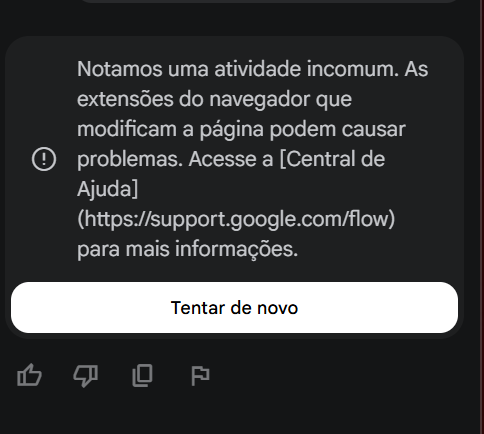 Notamos uma atividade incomum. As
extensões do navegador que
modificam a página podem causar
problemas. Acesse a [Central de
Ajuda]
(https://support.google.com/flow)
para mais informações.
Tentar de novo